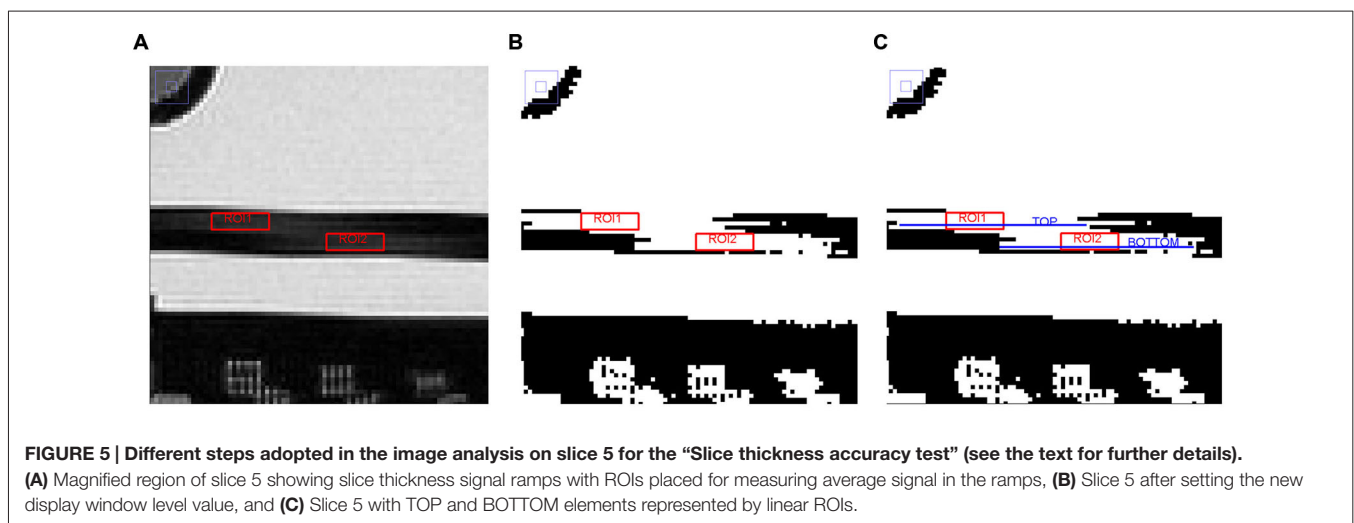 A
B
C
ROI1
ROI2
ROI1
ROI2
ROI1
TOP
ROI2
BOTTOM
FIGURE 5 | Different steps adopted in the image analysis on slice 5 for the “Slice thickness accuracy test” (see the text for further details).
(A) Magnified region of slice 5 showing slice thickness signal ramps with ROIs placed for measuring average signal in the ramps, (B) Slice 5 after setting the new
display window level value, and (C) Slice 5 with TOP and BOTTOM elements represented by linear ROIs.